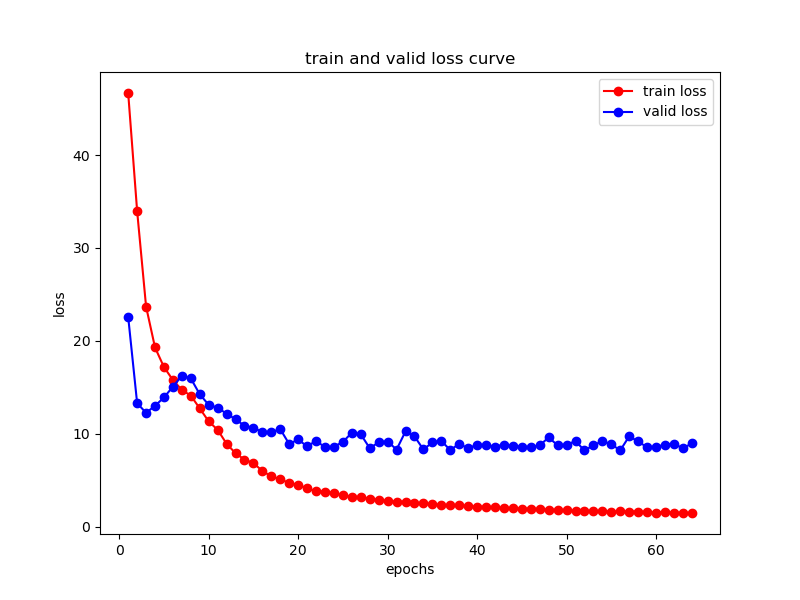 train and valid loss curve
train loss
valid loss
40
30
20
10
0
loss
0 10 20 30 40 50 60
epochs